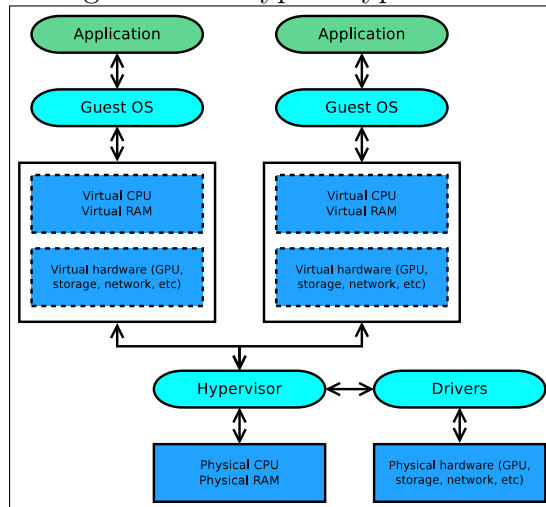 Application
Application
Guest OS
Guest OS
Virtual CPU
Virtual RAM
Virtual CPU
Virtual RAM
Virtual hardware (GPU,
storage, network, etc)
Virtual hardware (GPU,
storage, network, etc)
Hypervisor
Drivers
Physical CPU
Physical RAM
Physical hardware (GPU,
storage, network, etc)